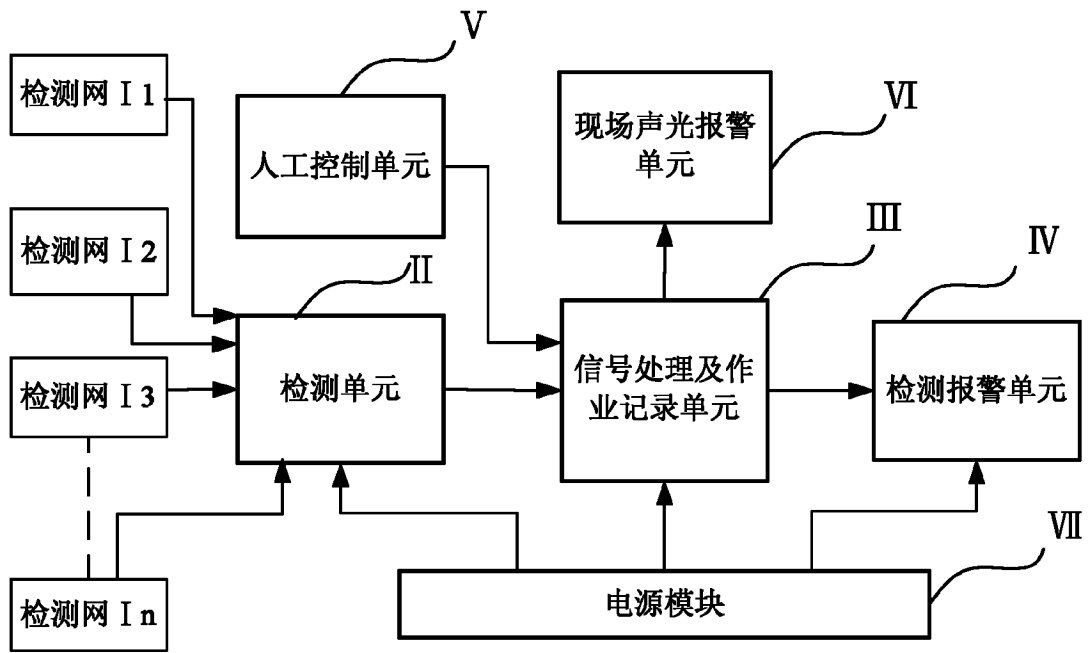 Ⅴ
检测网Ⅰ1
人工控制单元
Ⅵ
现场声光报警
单元
检测网Ⅰ2
Ⅱ
Ⅲ
Ⅳ
检测网Ⅰ3
检测单元
信号处理及作
业记录单元
检测报警单元
Ⅶ
检测网Ⅰn
电源模块